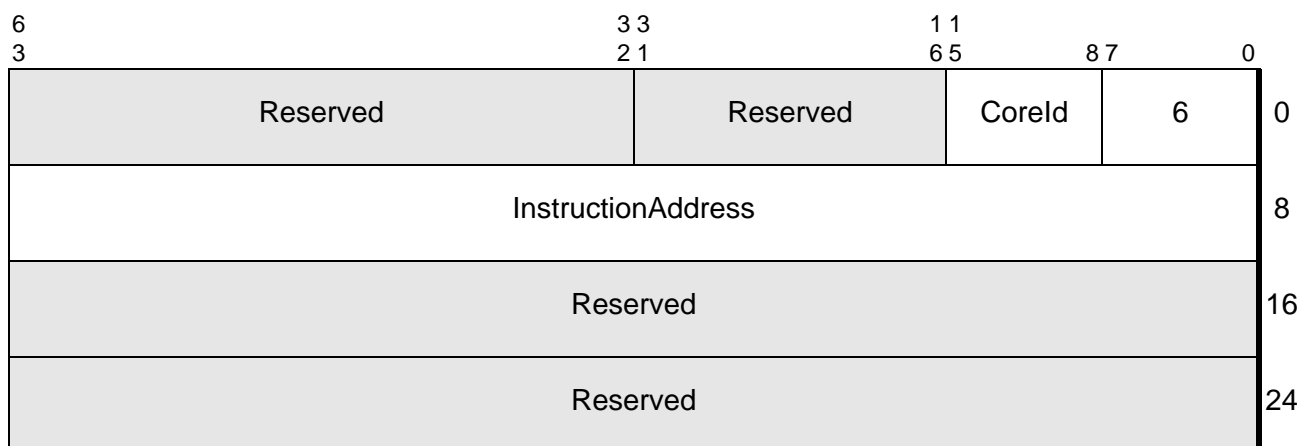 6 3 3 1 1
3 2 1 6 5 8 7 0
Reserved Reserved CoreId 6 0
InstructionAddress 8
Reserved 16
Reserved 24